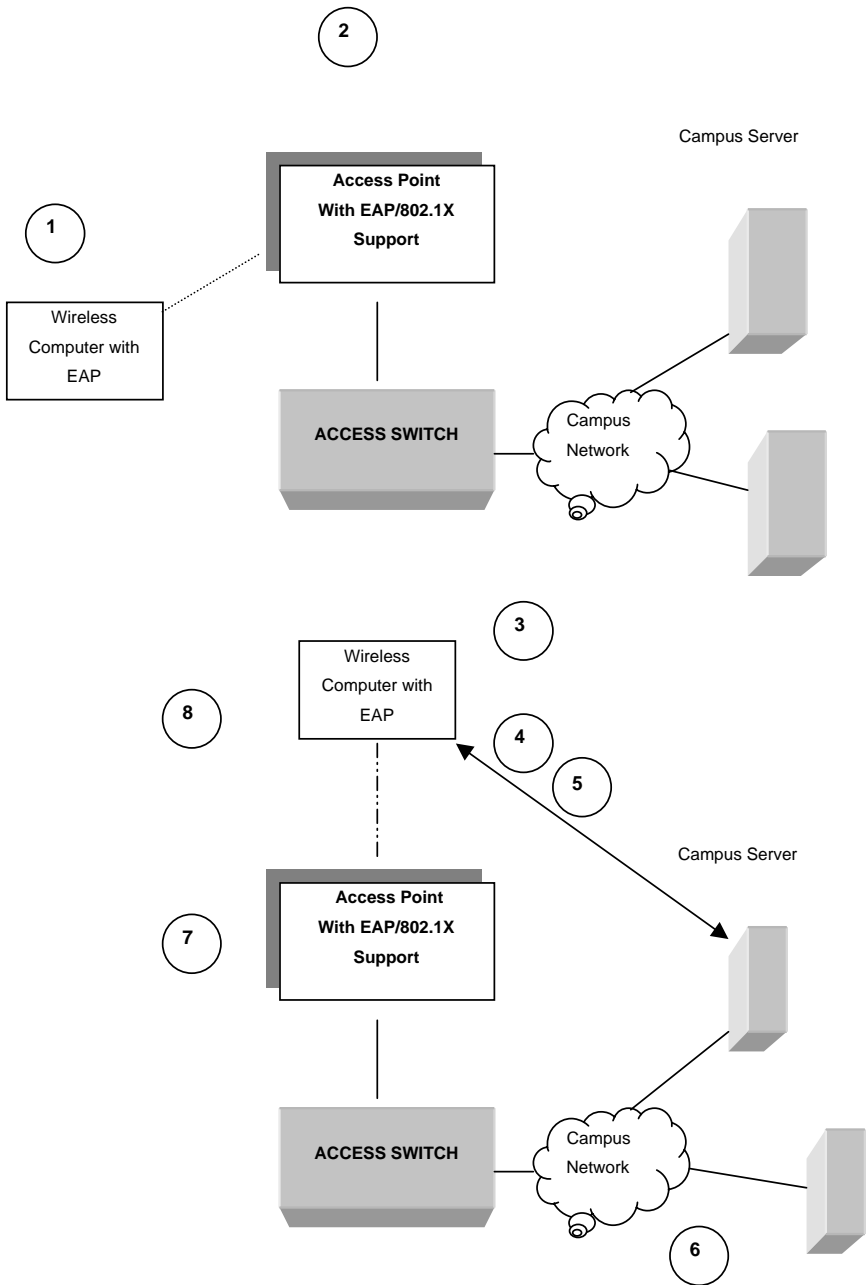 2
Campus Server
Access Point
With EAP/802.1X
Support
1
Wireless
Computer with
EAP
ACCESS SWITCH
Campus
Network
3
Wireless
Computer with
EAP
8
4
5
Campus Server
Access Point
With EAP/802.1X
Support
7
ACCESS SWITCH
Campus
Network
6